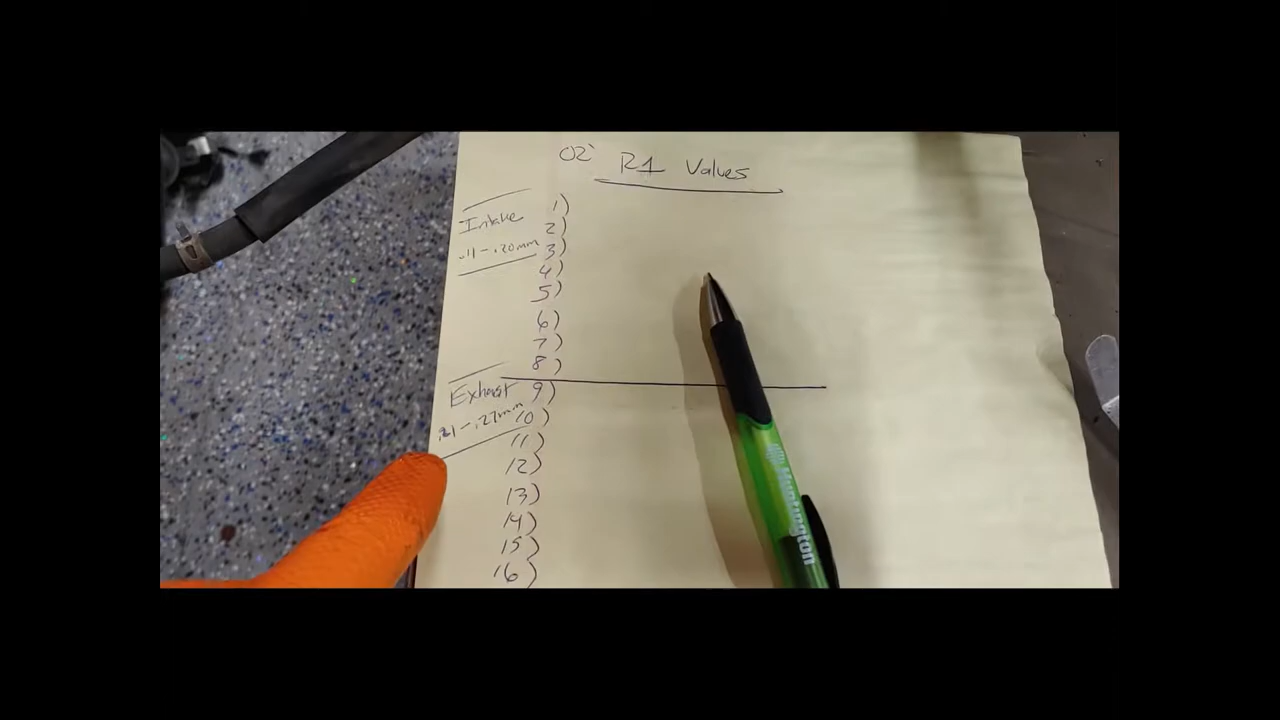 02' R1 Values
Intake
.11-.20mm
1)
2)
3)
4)
5)
6)
7)
8)
Exhaust
.21-.27mm
9)
10)
11)
12)
13)
14)
15)
16)
Huntington